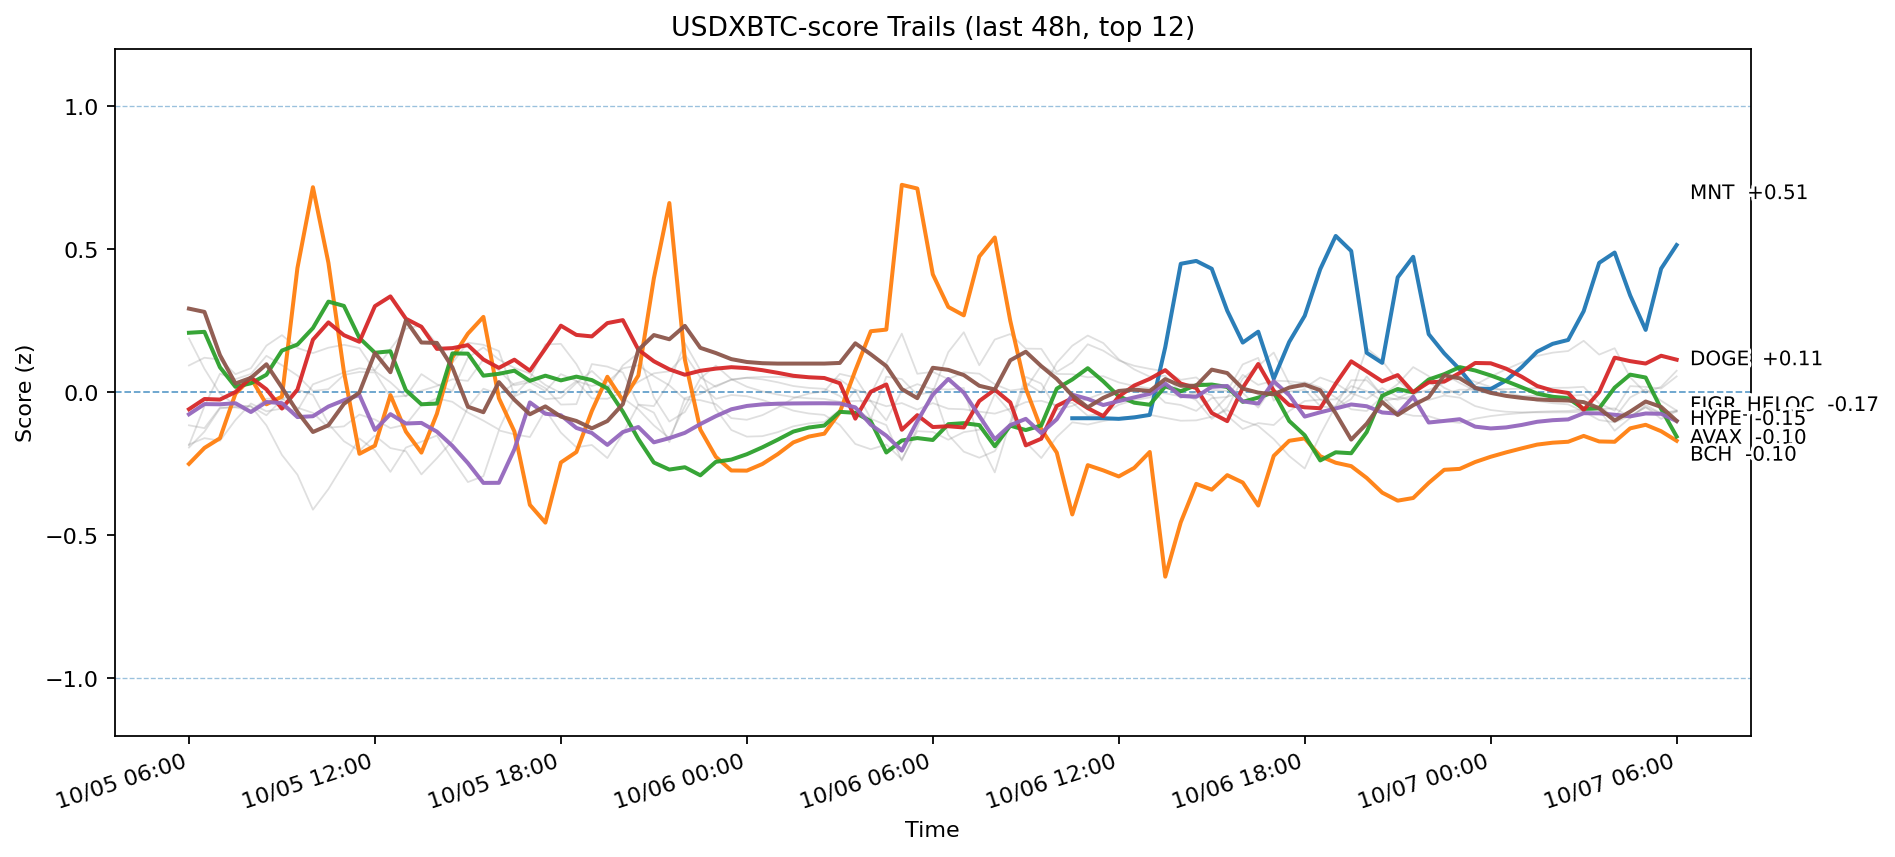 USDXBTC-score Trails (last 48h, top 12)
Score (z)
1.0
0.5
0.0
−0.5
−1.0
MNT +0.51
DOGE +0.11
FIGR_HELOC -0.17
HYPE -0.15
AVAX -0.10
BCH -0.10
10/05 06:00
10/05 12:00
10/05 18:00
10/06 00:00
10/06 06:00
10/06 12:00
10/06 18:00
10/07 00:00
10/07 06:00
Time